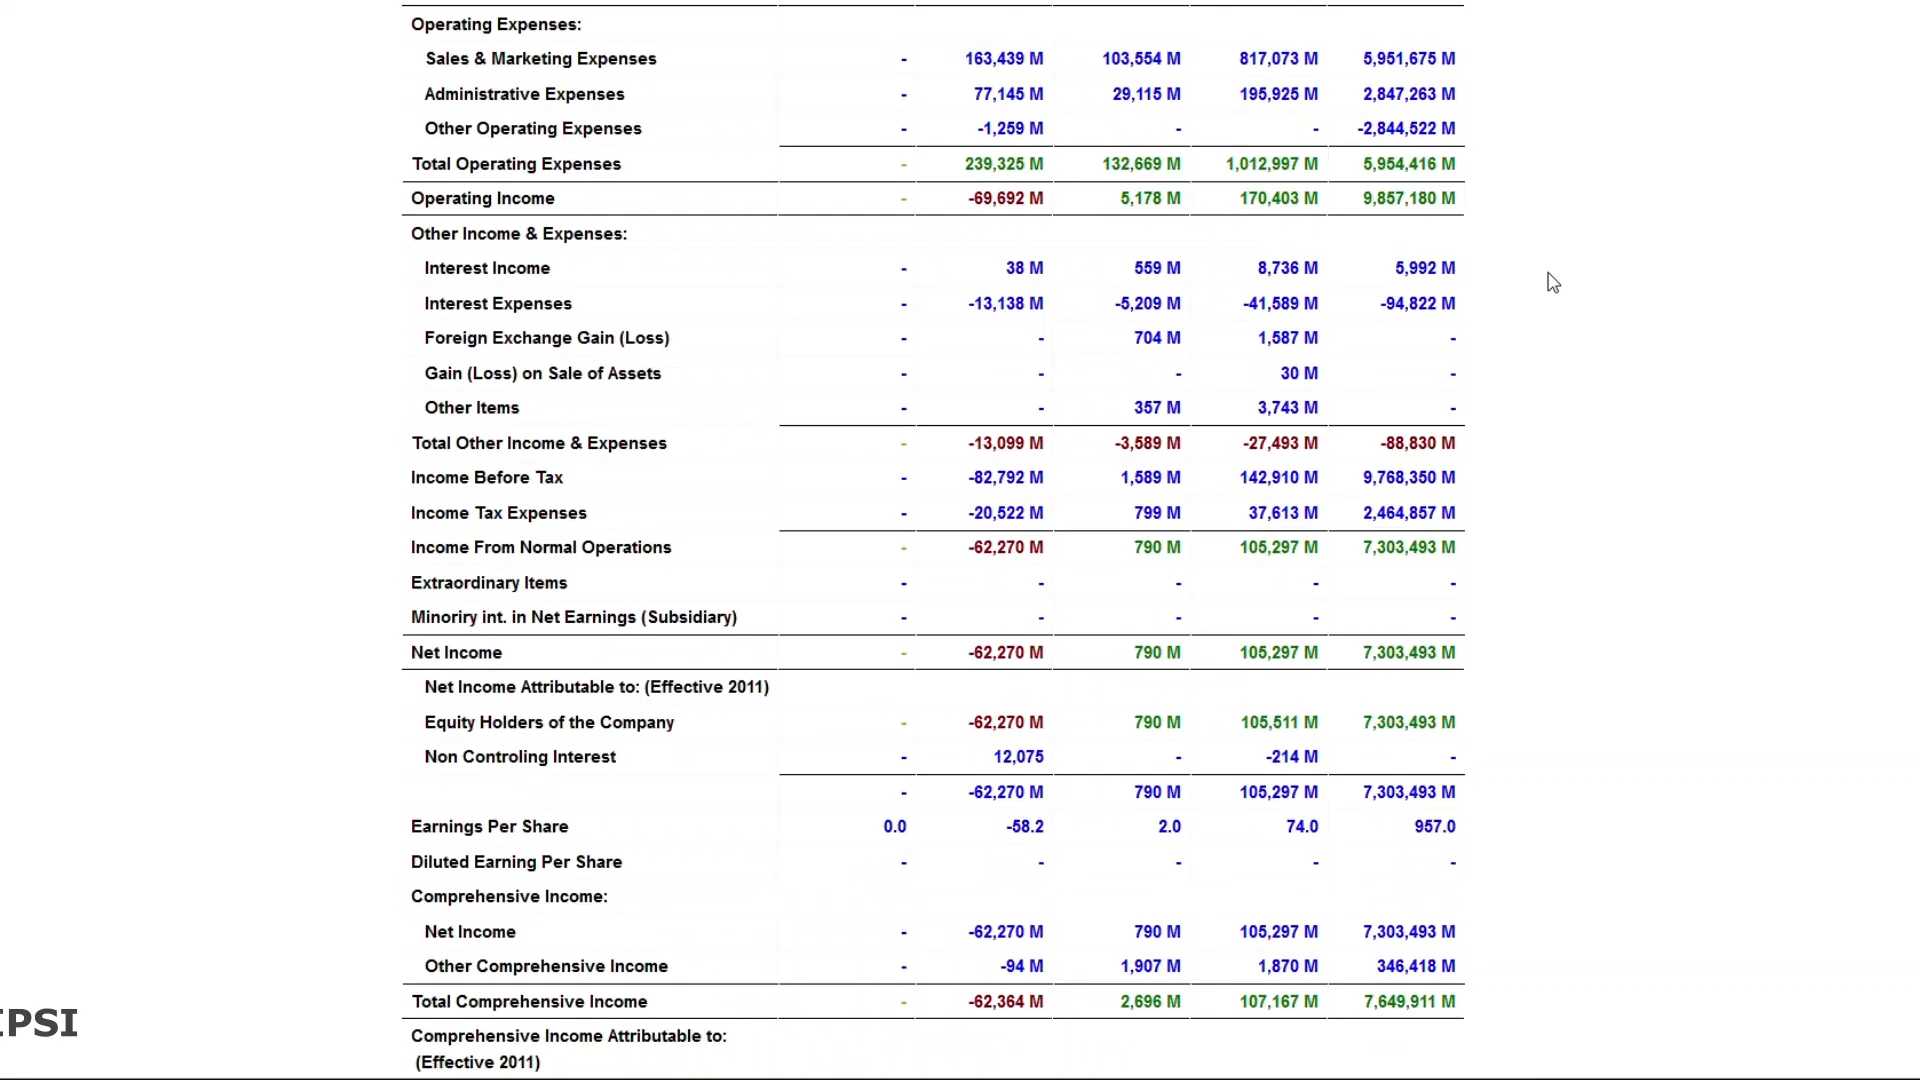 Operating Expenses:
Sales & Marketing Expenses - 163,439 M 103,554 M 817,073 M 5,951,675 M
Administrative Expenses - 77,145 M 29,115 M 195,925 M 2,847,263 M
Other Operating Expenses - -1,259 M - - -2,844,522 M
Total Operating Expenses - 239,325 M 132,669 M 1,012,997 M 5,954,416 M
Operating Income - -69,692 M 5,178 M 170,403 M 9,857,180 M
Other Income & Expenses:
Interest Income - 38 M 559 M 8,736 M 5,992 M
Interest Expenses - -13,138 M -5,209 M -41,589 M -94,822 M
Foreign Exchange Gain (Loss) - - 704 M 1,587 M -
Gain (Loss) on Sale of Assets - - - 30 M -
Other Items - - 357 M 3,743 M -
Total Other Income & Expenses - -13,099 M -3,589 M -27,493 M -88,830 M
Income Before Tax - -82,792 M 1,589 M 142,910 M 9,768,350 M
Income Tax Expenses - -20,522 M 799 M 37,613 M 2,464,857 M
Income From Normal Operations - -62,270 M 790 M 105,297 M 7,303,493 M
Extraordinary Items - - - - -
Minoriry int. in Net Earnings (Subsidiary) - - - - -
Net Income - -62,270 M 790 M 105,297 M 7,303,493 M
Net Income Attributable to: (Effective 2011)
Equity Holders of the Company - -62,270 M 790 M 105,511 M 7,303,493 M
Non Controling Interest - 12,075 - -214 M -
- -62,270 M 790 M 105,297 M 7,303,493 M
Earnings Per Share 0.0 -58.2 2.0 74.0 957.0
Diluted Earning Per Share - - - - -
Comprehensive Income:
Net Income - -62,270 M 790 M 105,297 M 7,303,493 M
Other Comprehensive Income - -94 M 1,907 M 1,870 M 346,418 M
Total Comprehensive Income - -62,364 M 2,696 M 107,167 M 7,649,911 M
IPSI
Comprehensive Income Attributable to:
(Effective 2011)